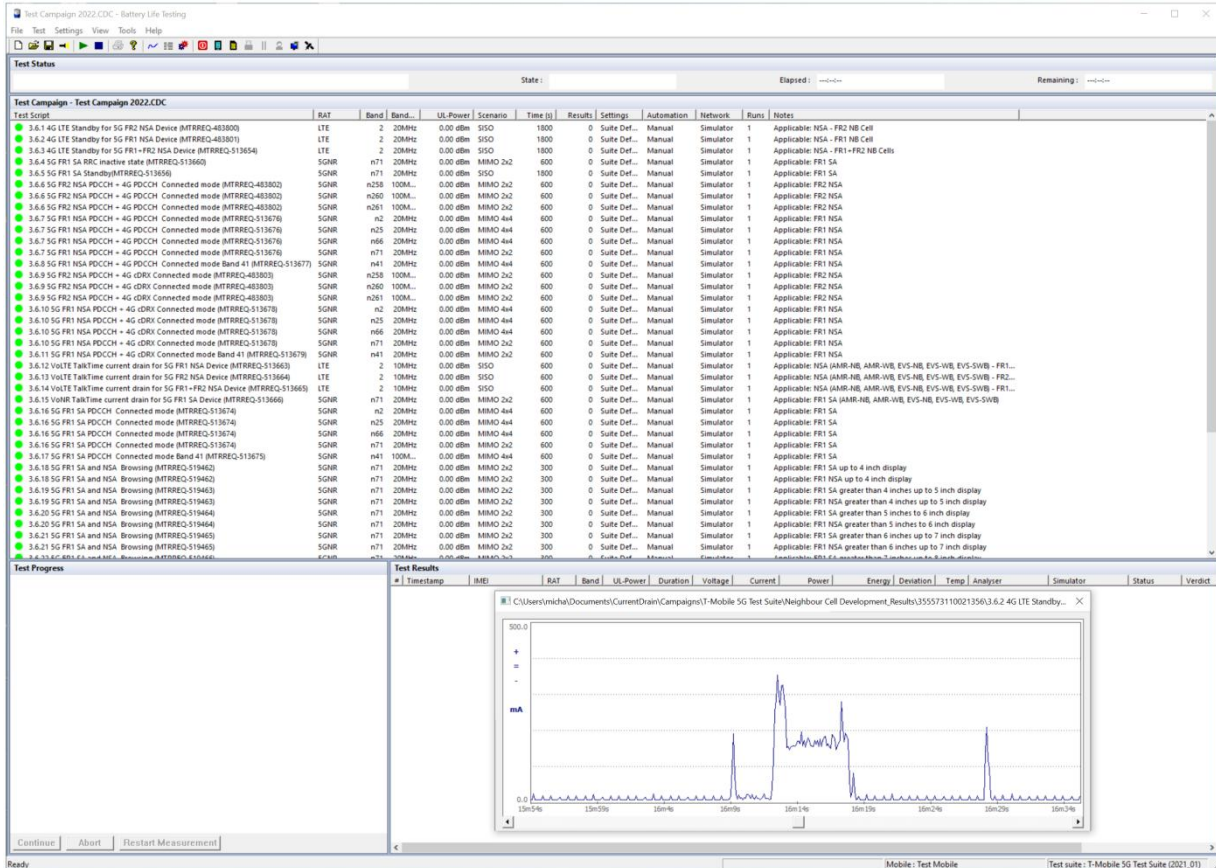 Test Campaign 2022.CDC - Battery Life Testing
File Test Settings View Tools Help
Test Status
State : Elapsed : --:--:-- Remaining : --:--:--
Test Campaign - Test Campaign 2022.CDC
Test Script RAT Band Band... UL-Power Scenario Time (s) Results Settings Automation Network Runs Notes
3.6.1 4G LTE Standby for 5G FR2 NSA Device (MTRREQ-483800) LTE 2 20MHz 0.00 dBm SISO 1800 0 Suite Def... Manual Simulator 1 Applicable: NSA - FR2 NB Cell
3.6.2 4G LTE Standby for 5G FR1 NSA Device (MTRREQ-483801) LTE 2 20MHz 0.00 dBm SISO 1800 0 Suite Def... Manual Simulator 1 Applicable: NSA - FR1 NB Cell
3.6.3 4G LTE Standby for 5G FR1+FR2 NSA Device (MTRREQ-513654) LTE 2 20MHz 0.00 dBm SISO 1800 0 Suite Def... Manual Simulator 1 Applicable: NSA - FR1+FR2 NB Cells
3.6.4 5G FR1 SA RRC inactive state (MTRREQ-513660) 5GNR n71 20MHz 0.00 dBm MIMO 2x2 600 0 Suite Def... Manual Simulator 1 Applicable: FR1 SA
3.6.5 5G FR1 SA Standby(MTRREQ-513656) 5GNR n71 20MHz 0.00 dBm SISO 1800 0 Suite Def... Manual Simulator 1 Applicable: FR1 SA
3.6.6 5G FR2 NSA PDCCH + 4G PDCCH Connected mode (MTRREQ-483802) 5GNR n258 100M... 0.00 dBm MIMO 2x2 600 0 Suite Def... Manual Simulator 1 Applicable: FR2 NSA
3.6.6 5G FR2 NSA PDCCH + 4G PDCCH Connected mode (MTRREQ-483802) 5GNR n260 100M... 0.00 dBm MIMO 2x2 600 0 Suite Def... Manual Simulator 1 Applicable: FR2 NSA
3.6.6 5G FR2 NSA PDCCH + 4G PDCCH Connected mode (MTRREQ-483802) 5GNR n261 100M... 0.00 dBm MIMO 2x2 600 0 Suite Def... Manual Simulator 1 Applicable: FR2 NSA
3.6.7 5G FR1 NSA PDCCH + 4G PDCCH Connected mode (MTRREQ-513676) 5GNR n2 20MHz 0.00 dBm MIMO 4x4 600 0 Suite Def... Manual Simulator 1 Applicable: FR1 NSA
3.6.7 5G FR1 NSA PDCCH + 4G PDCCH Connected mode (MTRREQ-513676) 5GNR n25 20MHz 0.00 dBm MIMO 4x4 600 0 Suite Def... Manual Simulator 1 Applicable: FR1 NSA
3.6.7 5G FR1 NSA PDCCH + 4G PDCCH Connected mode (MTRREQ-513676) 5GNR n66 20MHz 0.00 dBm MIMO 4x4 600 0 Suite Def... Manual Simulator 1 Applicable: FR1 NSA
3.6.7 5G FR1 NSA PDCCH + 4G PDCCH Connected mode (MTRREQ-513676) 5GNR n71 20MHz 0.00 dBm MIMO 2x2 600 0 Suite Def... Manual Simulator 1 Applicable: FR1 NSA
3.6.8 5G FR1 NSA PDCCH + 4G PDCCH Connected mode Band 41 (MTRREQ-513677) 5GNR n41 20MHz 0.00 dBm MIMO 4x4 600 0 Suite Def... Manual Simulator 1 Applicable: FR1 NSA
3.6.9 5G FR2 NSA PDCCH + 4G cDRX Connected mode (MTRREQ-483803) 5GNR n258 100M... 0.00 dBm MIMO 2x2 600 0 Suite Def... Manual Simulator 1 Applicable: FR2 NSA
3.6.9 5G FR2 NSA PDCCH + 4G cDRX Connected mode (MTRREQ-483803) 5GNR n260 100M... 0.00 dBm MIMO 2x2 600 0 Suite Def... Manual Simulator 1 Applicable: FR2 NSA
3.6.9 5G FR2 NSA PDCCH + 4G cDRX Connected mode (MTRREQ-483803) 5GNR n261 100M... 0.00 dBm MIMO 2x2 600 0 Suite Def... Manual Simulator 1 Applicable: FR2 NSA
3.6.10 5G FR1 NSA PDCCH + 4G cDRX Connected mode (MTRREQ-513678) 5GNR n2 20MHz 0.00 dBm MIMO 4x4 600 0 Suite Def... Manual Simulator 1 Applicable: FR1 NSA
3.6.10 5G FR1 NSA PDCCH + 4G cDRX Connected mode (MTRREQ-513678) 5GNR n25 20MHz 0.00 dBm MIMO 4x4 600 0 Suite Def... Manual Simulator 1 Applicable: FR1 NSA
3.6.10 5G FR1 NSA PDCCH + 4G cDRX Connected mode (MTRREQ-513678) 5GNR n66 20MHz 0.00 dBm MIMO 4x4 600 0 Suite Def... Manual Simulator 1 Applicable: FR1 NSA
3.6.10 5G FR1 NSA PDCCH + 4G cDRX Connected mode (MTRREQ-513678) 5GNR n71 20MHz 0.00 dBm MIMO 2x2 600 0 Suite Def... Manual Simulator 1 Applicable: FR1 NSA
3.6.11 5G FR1 NSA PDCCH + 4G cDRX Connected mode Band 41 (MTRREQ-513679) 5GNR n41 20MHz 0.00 dBm MIMO 2x2 600 0 Suite Def... Manual Simulator 1 Applicable: FR1 NSA
3.6.12 VoLTE TalkTime current drain for 5G FR1 NSA Device (MTRREQ-513663) LTE 2 10MHz 0.00 dBm SISO 600 0 Suite Def... Manual Simulator 1 Applicable: NSA (AMR-NB, AMR-WB, EVS-NB, EVS-WB, EVS-SWB) - FR1...
3.6.13 VoLTE TalkTime current drain for 5G FR2 NSA Device (MTRREQ-513664) LTE 2 10MHz 0.00 dBm SISO 600 0 Suite Def... Manual Simulator 1 Applicable: NSA (AMR-NB, AMR-WB, EVS-NB, EVS-WB, EVS-SWB) - FR2...
3.6.14 VoLTE TalkTime current drain for 5G FR1+FR2 NSA Device (MTRREQ-513665) LTE 2 10MHz 0.00 dBm SISO 600 0 Suite Def... Manual Simulator 1 Applicable: NSA (AMR-NB, AMR-WB, EVS-NB, EVS-WB, EVS-SWB) - FR1...
3.6.15 VoNR TalkTime current drain for 5G FR1 SA Device (MTRREQ-513666) 5GNR n71 20MHz 0.00 dBm MIMO 2x2 600 0 Suite Def... Manual Simulator 1 Applicable: FR1 SA (AMR-NB, AMR-WB, EVS-NB, EVS-WB, EVS-SWB)
3.6.16 5G FR1 SA PDCCH Connected mode (MTRREQ-513674) 5GNR n2 20MHz 0.00 dBm MIMO 4x4 600 0 Suite Def... Manual Simulator 1 Applicable: FR1 SA
3.6.16 5G FR1 SA PDCCH Connected mode (MTRREQ-513674) 5GNR n25 20MHz 0.00 dBm MIMO 4x4 600 0 Suite Def... Manual Simulator 1 Applicable: FR1 SA
3.6.16 5G FR1 SA PDCCH Connected mode (MTRREQ-513674) 5GNR n66 20MHz 0.00 dBm MIMO 4x4 600 0 Suite Def... Manual Simulator 1 Applicable: FR1 SA
3.6.16 5G FR1 SA PDCCH Connected mode (MTRREQ-513674) 5GNR n71 20MHz 0.00 dBm MIMO 2x2 600 0 Suite Def... Manual Simulator 1 Applicable: FR1 SA
3.6.17 5G FR1 SA PDCCH Connected mode Band 41 (MTRREQ-513675) 5GNR n41 100M... 0.00 dBm MIMO 4x4 600 0 Suite Def... Manual Simulator 1 Applicable: FR1 SA
3.6.18 5G FR1 SA and NSA Browsing (MTRREQ-519462) 5GNR n71 20MHz 0.00 dBm MIMO 2x2 300 0 Suite Def... Manual Simulator 1 Applicable: FR1 SA up to 4 inch display
3.6.18 5G FR1 SA and NSA Browsing (MTRREQ-519462) 5GNR n71 20MHz 0.00 dBm MIMO 2x2 300 0 Suite Def... Manual Simulator 1 Applicable: FR1 NSA up to 4 inch display
3.6.19 5G FR1 SA and NSA Browsing (MTRREQ-519463) 5GNR n71 20MHz 0.00 dBm MIMO 2x2 300 0 Suite Def... Manual Simulator 1 Applicable: FR1 SA greater than 4 inches up to 5 inch display
3.6.19 5G FR1 SA and NSA Browsing (MTRREQ-519463) 5GNR n71 20MHz 0.00 dBm MIMO 2x2 300 0 Suite Def... Manual Simulator 1 Applicable: FR1 NSA greater than 4 inches up to 5 inch display
3.6.20 5G FR1 SA and NSA Browsing (MTRREQ-519464) 5GNR n71 20MHz 0.00 dBm MIMO 2x2 300 0 Suite Def... Manual Simulator 1 Applicable: FR1 SA greater than 5 inches to 6 inch display
3.6.20 5G FR1 SA and NSA Browsing (MTRREQ-519464) 5GNR n71 20MHz 0.00 dBm MIMO 2x2 300 0 Suite Def... Manual Simulator 1 Applicable: FR1 NSA greater than 5 inches to 6 inch display
3.6.21 5G FR1 SA and NSA Browsing (MTRREQ-519465) 5GNR n71 20MHz 0.00 dBm MIMO 2x2 300 0 Suite Def... Manual Simulator 1 Applicable: FR1 SA greater than 6 inches up to 7 inch display
3.6.21 5G FR1 SA and NSA Browsing (MTRREQ-519465) 5GNR n71 20MHz 0.00 dBm MIMO 2x2 300 0 Suite Def... Manual Simulator 1 Applicable: FR1 NSA greater than 6 inches up to 7 inch display
Test Progress Test Results
# Timestamp IMEI RAT Band UL-Power Duration Voltage Current Power Energy Deviation Temp Analyser Simulator Status Verdict
C:\Users\micha\Documents\CurrentDrain\Campaigns\T-Mobile 5G Test Suite\Neighbour Cell Development_Results\355573110021356\3.6.2 4G LTE Standby...
500.0
+
=
-
mA
0.0
15m54s 15m59s 16m4s 16m9s 16m14s 16m19s 16m24s 16m29s 16m34s
Continue Abort Restart Measurement
Ready Mobile : Test Mobile Test suite : T-Mobile 5G Test Suite (2021_01)